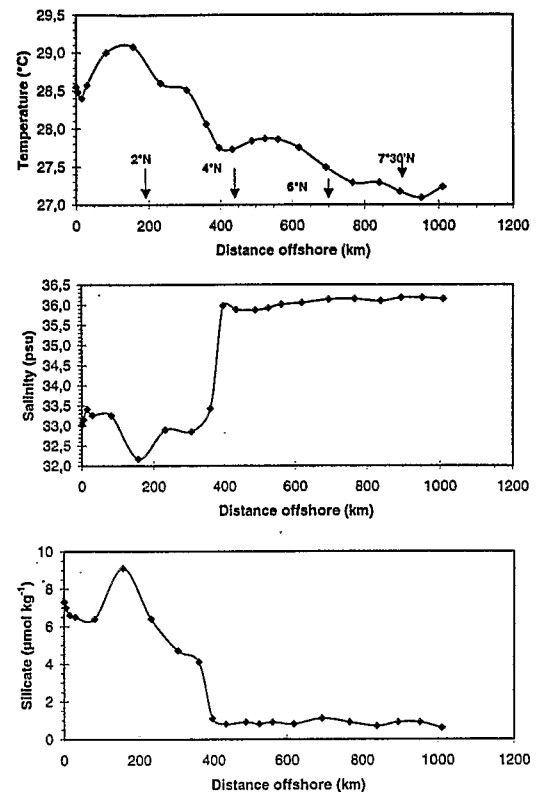 29,5
29,0
28,5
28,0
27,5
27,0
Temperature (°C)
2°N
4°N
6°N
7°30'N
0 200 400 600 800 1000 1200
Distance offshore (km)
36,5
36,0
35,5
35,0
34,5
34,0
33,5
33,0
32,5
32,0
Salinity (psu)
0 200 400 600 800 1000 1200
Distance offshore (km)
10
8
6
4
2
0
Silicate (µmol kg⁻¹)
0 200 400 600 800 1000 1200
Distance offshore (km)